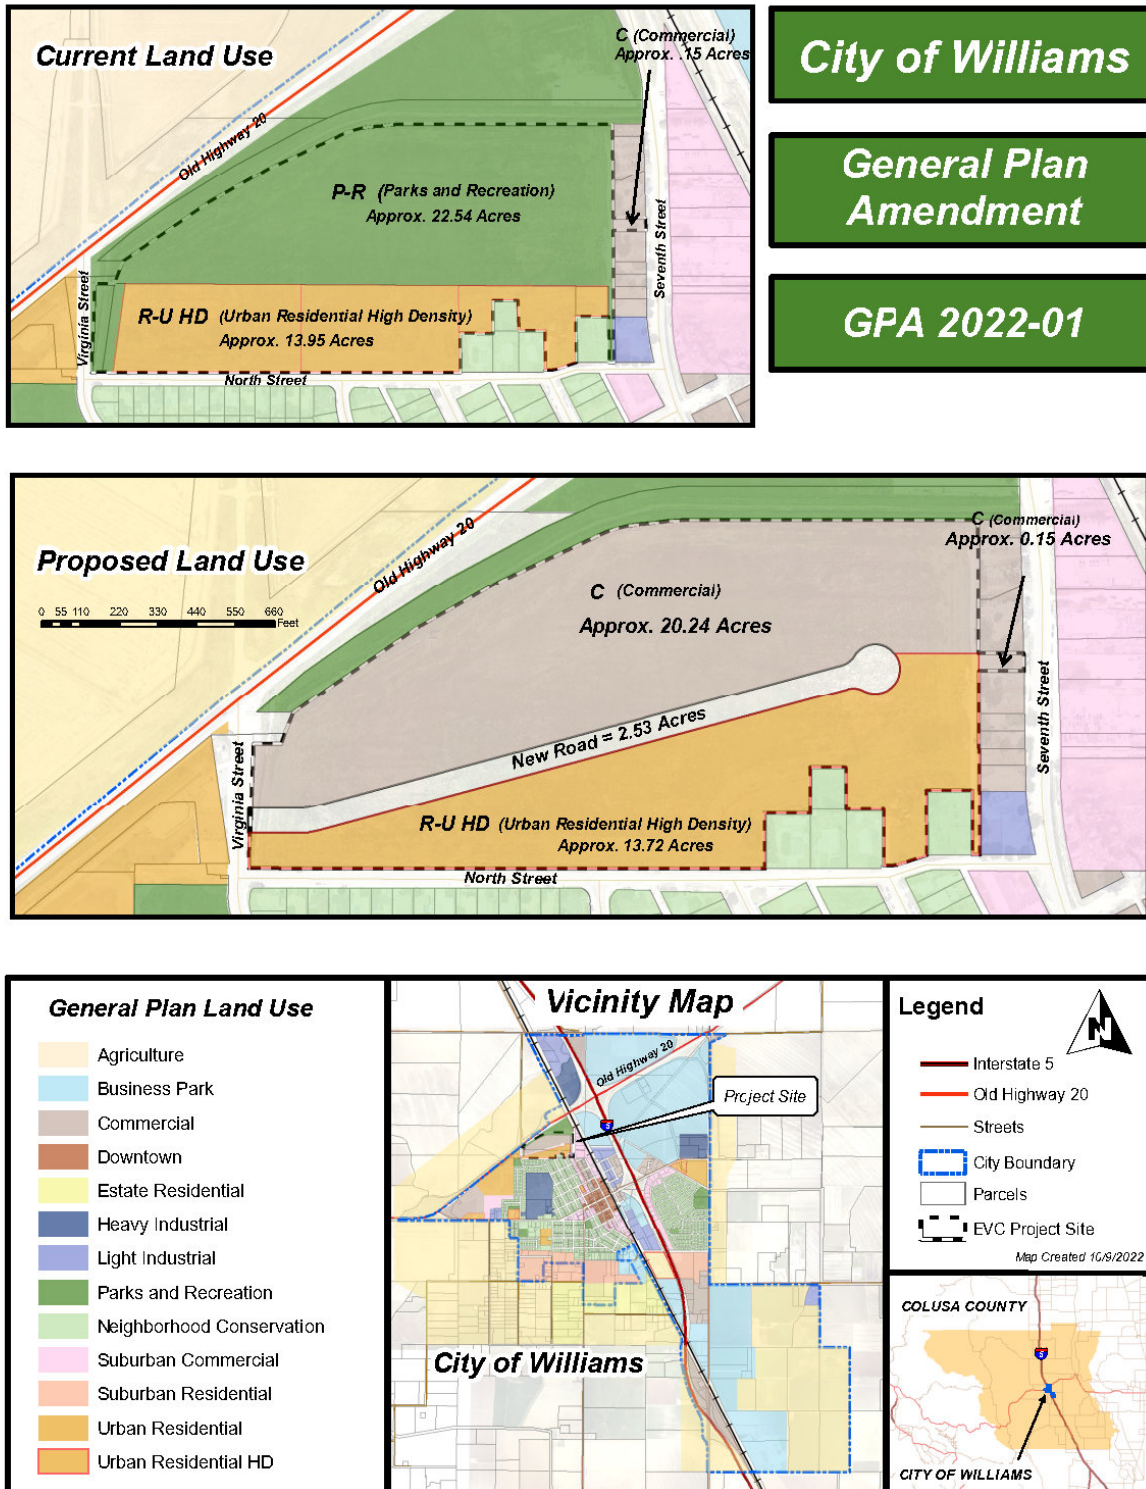 Current Land Use
C (Commercial)
Approx. .15 Acres
Old Highway 20
P-R (Parks and Recreation)
Approx. 22.54 Acres
Seventh Street
Virginia Street
R-U HD (Urban Residential High Density)
Approx. 13.95 Acres
North Street
City of Williams
General Plan
Amendment
GPA 2022-01
Proposed Land Use
0 55 110 220 330 440 550 660
Feet
Old Highway 20
C (Commercial)
Approx. 0.15 Acres
C (Commercial)
Approx. 20.24 Acres
New Road = 2.53 Acres
Seventh Street
Virginia Street
R-U HD (Urban Residential High Density)
Approx. 13.72 Acres
North Street
General Plan Land Use
Agriculture
Business Park
Commercial
Downtown
Estate Residential
Heavy Industrial
Light Industrial
Parks and Recreation
Neighborhood Conservation
Suburban Commercial
Suburban Residential
Urban Residential
Urban Residential HD
Vicinity Map
Old Highway 20
Project Site
5
City of Williams
Legend
N
Interstate 5
Old Highway 20
Streets
City Boundary
Parcels
EVC Project Site
Map Created 10/9/2022
COLUSA COUNTY
5
CITY OF WILLIAMS